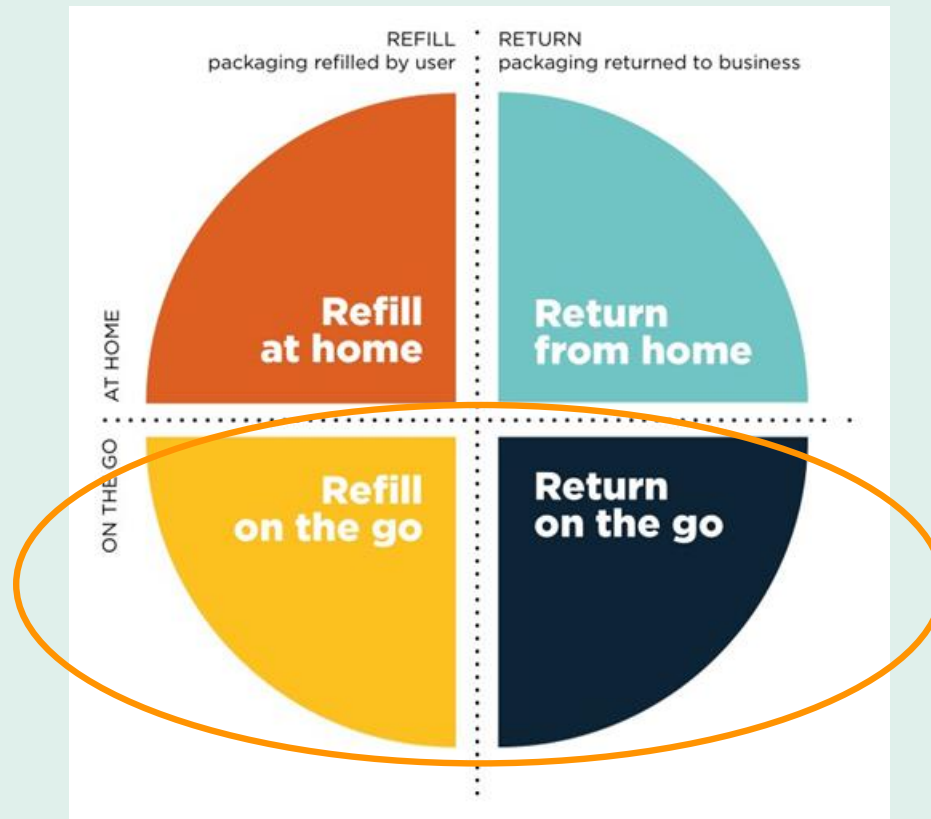 REFILL
packaging refilled by user
RETURN
packaging returned to business
AT HOME
Refill
at home
Return
from home
ON THE GO
Refill
on the go
Return
on the go